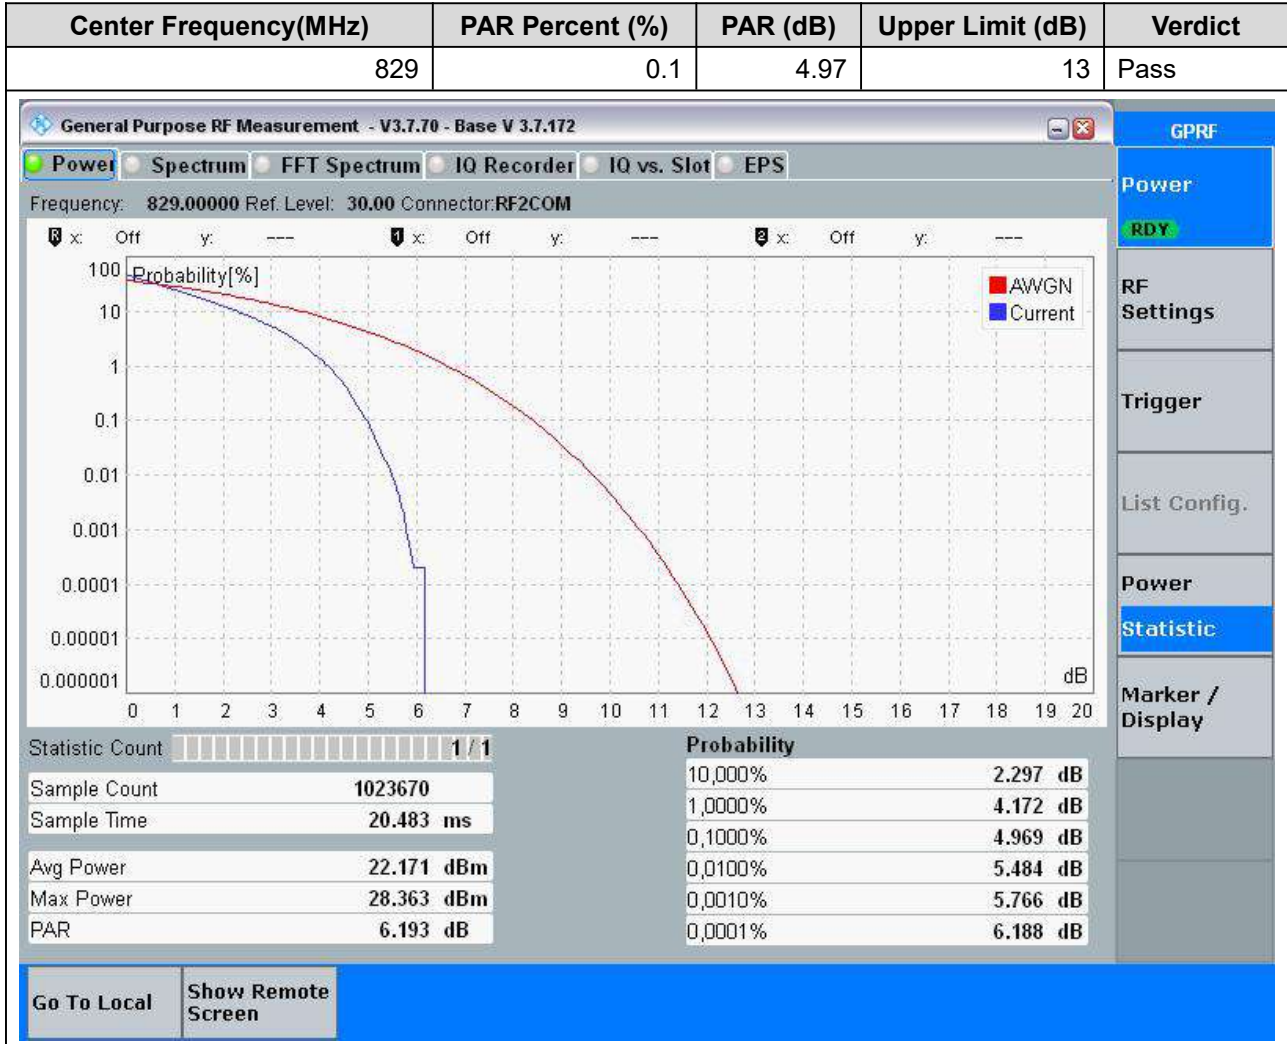 Center Frequency(MHz) PAR Percent (%) PAR (dB) Upper Limit (dB) Verdict
829 0.1 4.97 13 Pass
General Purpose RF Measurement - V3.7.70 - Base V 3.7.172
GPRF
Power Spectrum FFT Spectrum IQ Recorder IQ vs. Slot EPS
Frequency: 829.00000 Ref. Level: 30.00 Connector:RF2COM
R x: Off y: --- 1 x: Off y: --- 2 x: Off y: ---
Probability[%]
AWGN
Current
100
10
1
0.1
0.01
0.001
0.0001
0.00001
0.000001
dB
0 1 2 3 4 5 6 7 8 9 10 11 12 13 14 15 16 17 18 19 20
Statistic Count 1 / 1
Sample Count 1023670
Sample Time 20.483 ms
Avg Power 22.171 dBm
Max Power 28.363 dBm
PAR 6.193 dB
Probability
10,000% 2.297 dB
1,0000% 4.172 dB
0,1000% 4.969 dB
0,0100% 5.484 dB
0,0010% 5.766 dB
0,0001% 6.188 dB
Power
RDY
RF
Settings
Trigger
List Config.
Power
Statistic
Marker /
Display
Go To Local
Show Remote
Screen